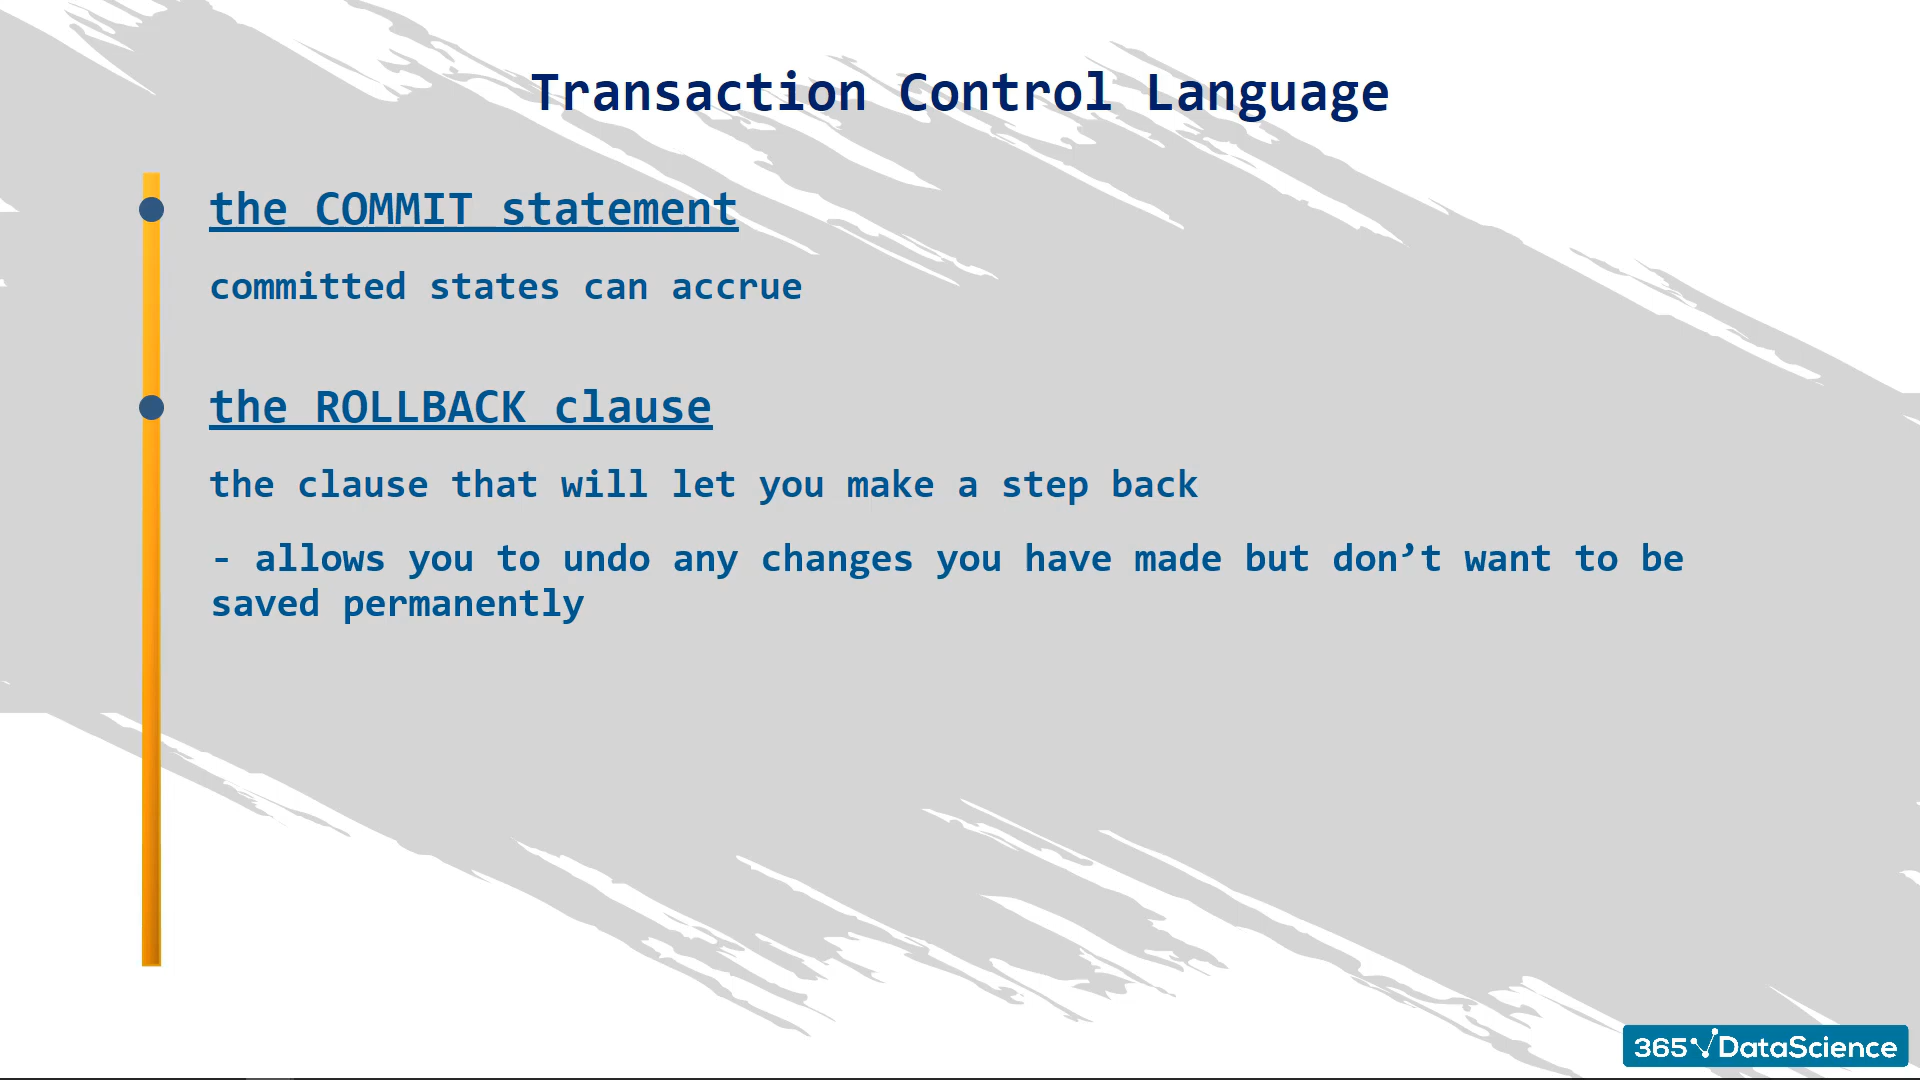 Transaction Control Language
the COMMIT statement
committed states can accrue
the ROLLBACK clause
the clause that will let you make a step back
- allows you to undo any changes you have made but don’t want to be
saved permanently
365 DataScience